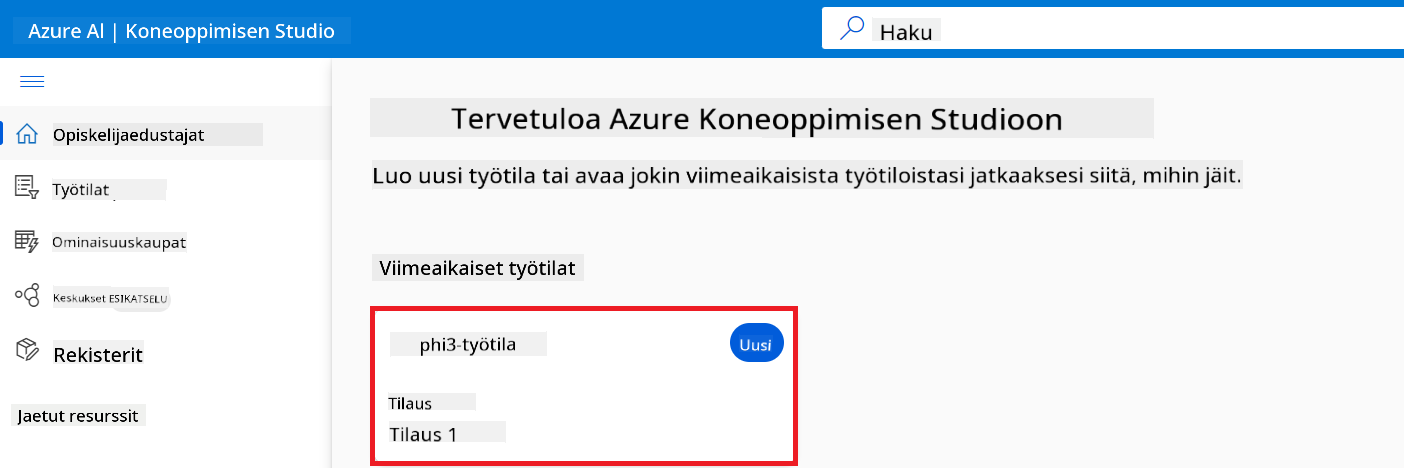 Azure AI | Koneoppimisen Studio
Haku
Opiskelijaedustajat
Työtilat
Ominaisuuskaupat
Keskukset ESIKATSELU
Rekisterit
Jaetut resurssit
Tervetuloa Azure Koneoppimisen Studioon
Luo uusi työtila tai avaa jokin viimeaikaisista työtiloistasi jatkaaksesi siitä, mihin jäit.
Viimeaikaiset työtilat
phi3-työtila
Uusi
Tilaus
Tilaus 1